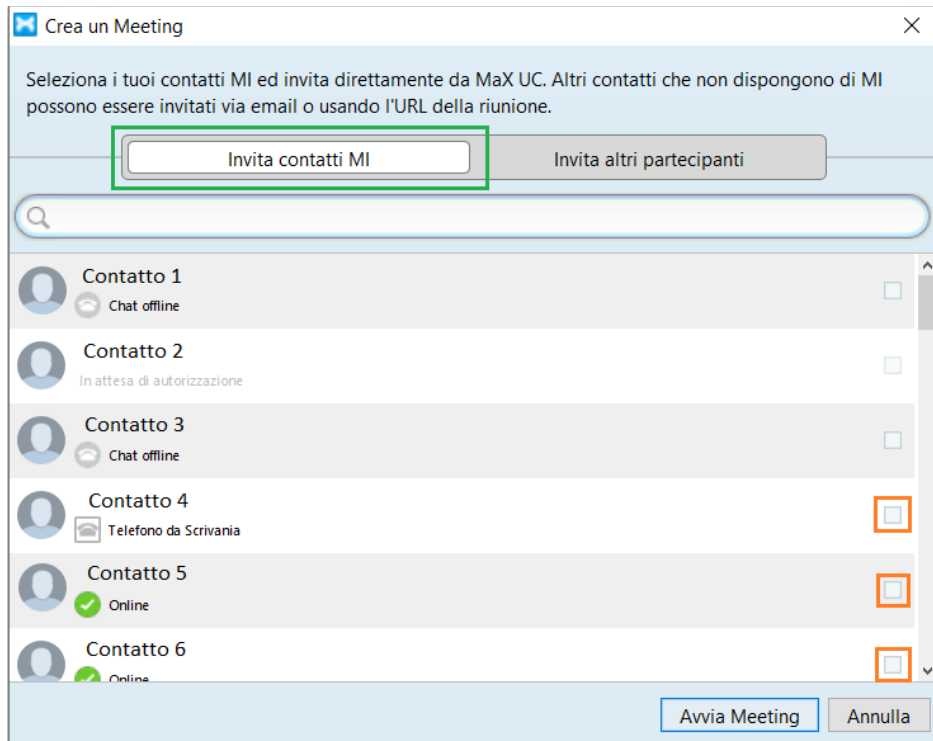 Crea un Meeting
Seleziona i tuoi contatti MI ed invita direttamente da MaX UC. Altri contatti che non dispongono di MI
possono essere invitati via email o usando l'URL della riunione.
Invita contatti MI
Invita altri partecipanti
Contatto 1
Chat offline
Contatto 2
In attesa di autorizzazione
Contatto 3
Chat offline
Contatto 4
Telefono da Scrivania
Contatto 5
Online
Contatto 6
Online
Avvia Meeting
Annulla